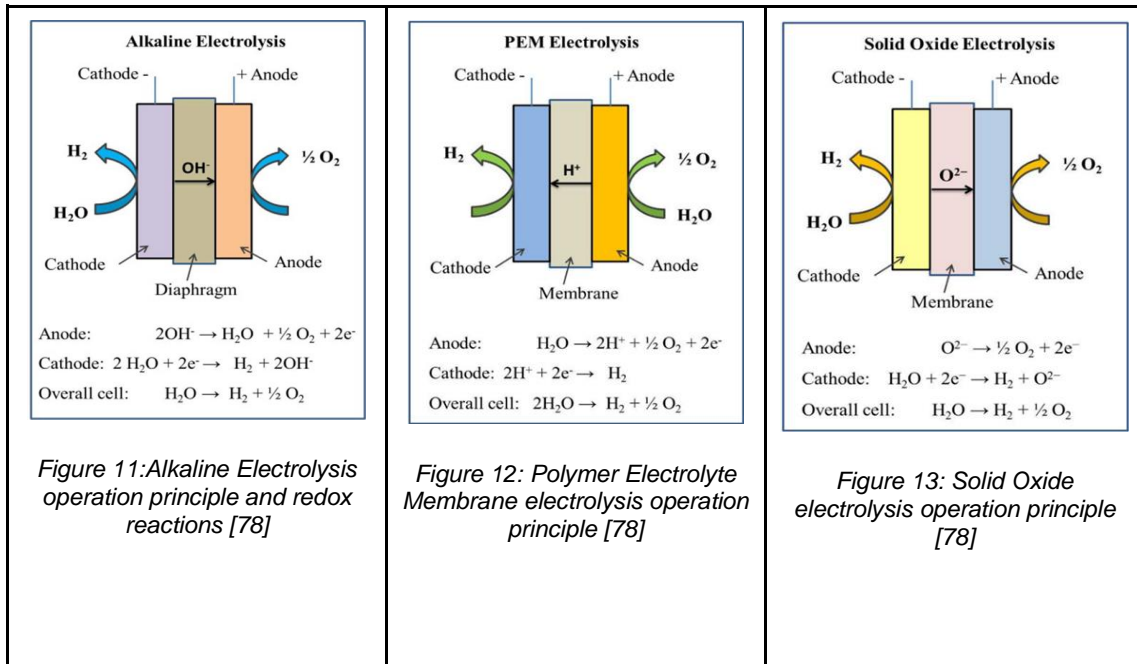 Alkaline Electrolysis
Cathode -
+ Anode
H₂
OH⁻
½ O₂
H₂O
Cathode
Anode
Diaphragm
Anode: 2OH⁻ → H₂O + ½ O₂ + 2e⁻
Cathode: 2 H₂O + 2e⁻ → H₂ + 2OH⁻
Overall cell: H₂O → H₂ + ½ O₂
Figure 11:Alkaline Electrolysis
operation principle and redox
reactions [78]
PEM Electrolysis
Cathode -
+ Anode
H₂
H⁺
½ O₂
H₂O
Cathode
Anode
Membrane
Anode: H₂O → 2H⁺ + ½ O₂ + 2e⁻
Cathode: 2H⁺ + 2e⁻ → H₂
Overall cell: 2H₂O → H₂ + ½ O₂
Figure 12: Polymer Electrolyte
Membrane electrolysis operation
principle [78]
Solid Oxide Electrolysis
Cathode -
+ Anode
H₂
O²⁻
½ O₂
H₂O
Cathode
Anode
Membrane
Anode: O²⁻ → ½ O₂ + 2e⁻
Cathode: H₂O + 2e⁻ → H₂ + O²⁻
Overall cell: H₂O → H₂ + ½ O₂
Figure 13: Solid Oxide
electrolysis operation principle
[78]